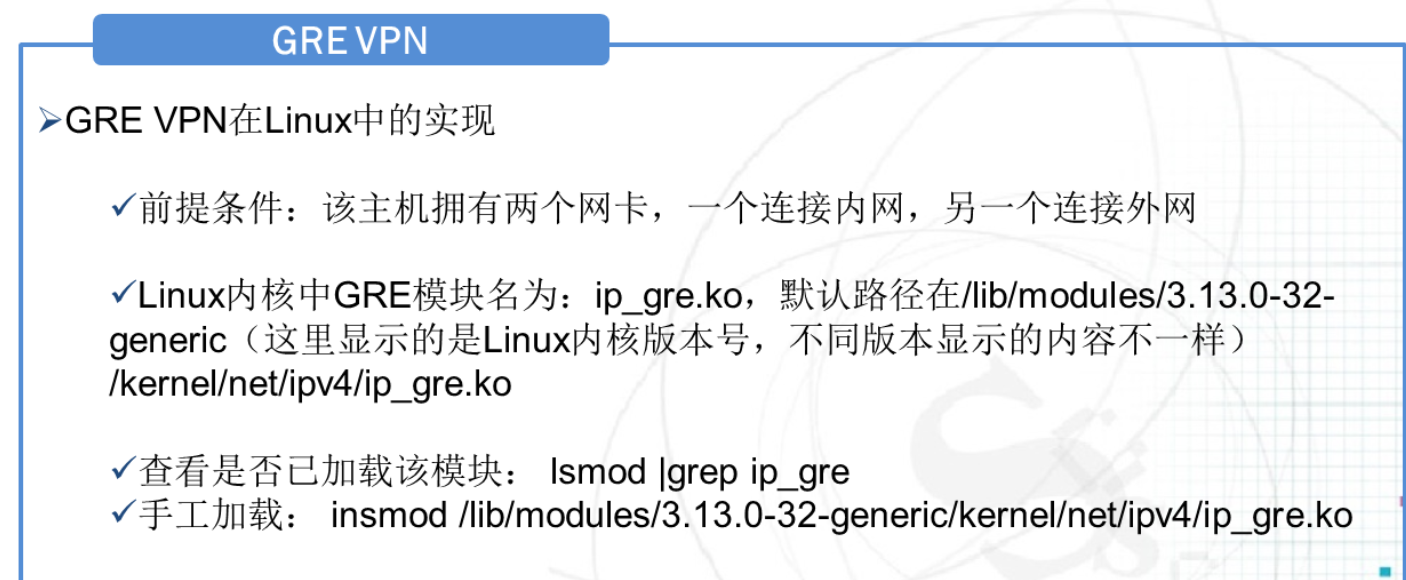 GRE VPN
➢GRE VPN在Linux中的实现
✓前提条件：该主机拥有两个网卡，一个连接内网，另一个连接外网
✓Linux内核中GRE模块名为：ip_gre.ko，默认路径在/lib/modules/3.13.0-32-
generic（这里显示的是Linux内核版本号，不同版本显示的内容不一样）
/kernel/net/ipv4/ip_gre.ko
✓查看是否已加载该模块： lsmod |grep ip_gre
✓手工加载： insmod /lib/modules/3.13.0-32-generic/kernel/net/ipv4/ip_gre.ko